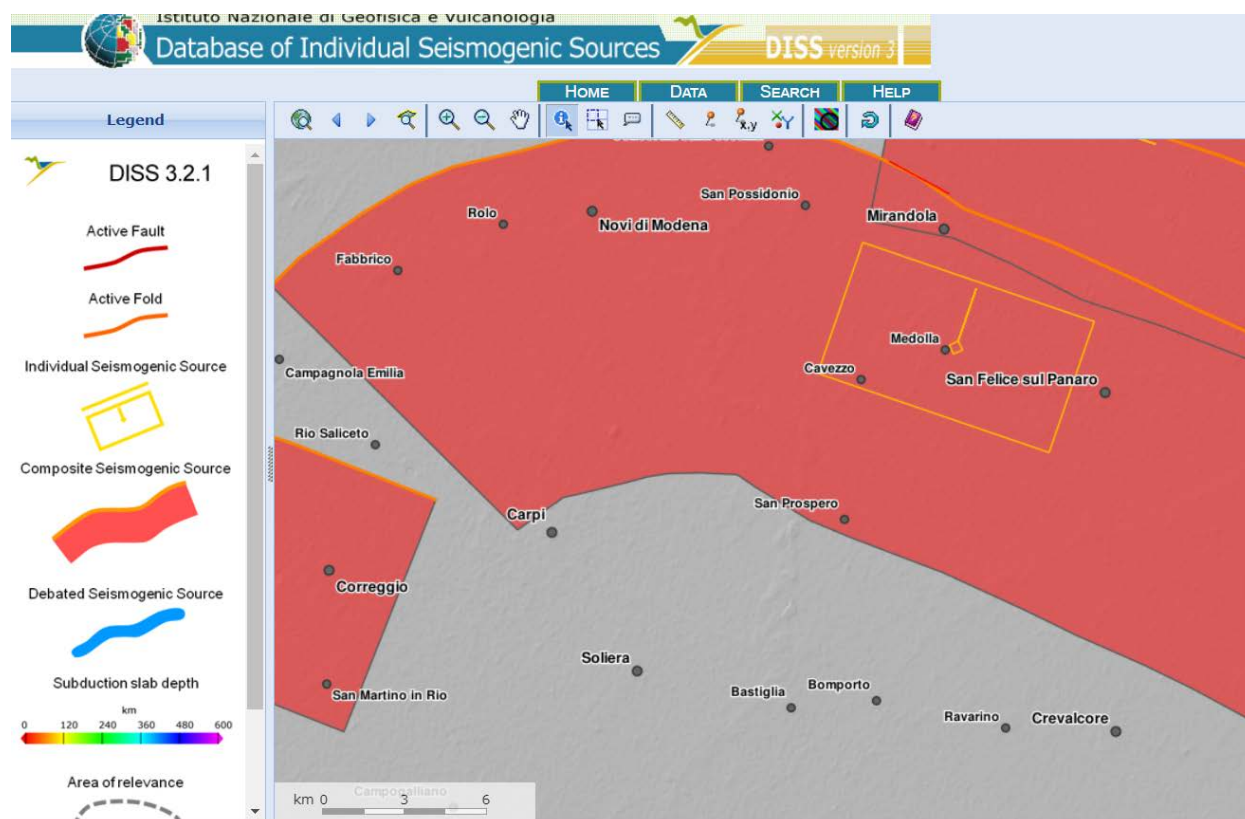 Istituto Nazionale di Geofisica e Vulcanologia
Database of Individual Seismogenic Sources
DISS version 3
HOME DATA SEARCH HELP
Legend
DISS 3.2.1
Active Fault
Active Fold
Individual Seismogenic Source
Composite Seismogenic Source
Debated Seismogenic Source
Subduction slab depth
km
0 120 240 360 480 600
Area of relevance
x,y
Y
San Possidonio
Rolo
Novi di Modena
Mirandola
Fabbrico
Medolla
Campagnola Emilia
Cavezzo
San Felice sul Panaro
Rio Saliceto
San Prospero
Carpi
Correggio
Soliera
San Martino in Rio
Bastiglia
Bomporto
Ravarino
Crevalcore
Campogalliano
km 0 3 6